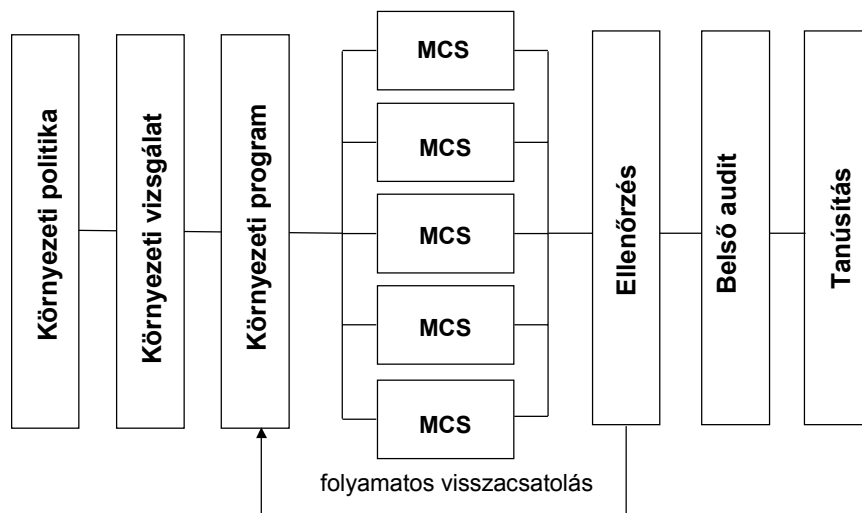 Környezeti politika
Környezeti vizsgálat
Környezeti program
MCS
MCS
MCS
MCS
MCS
Ellenőrzés
Belső audit
Tanúsítás
folyamatos visszacsatolás